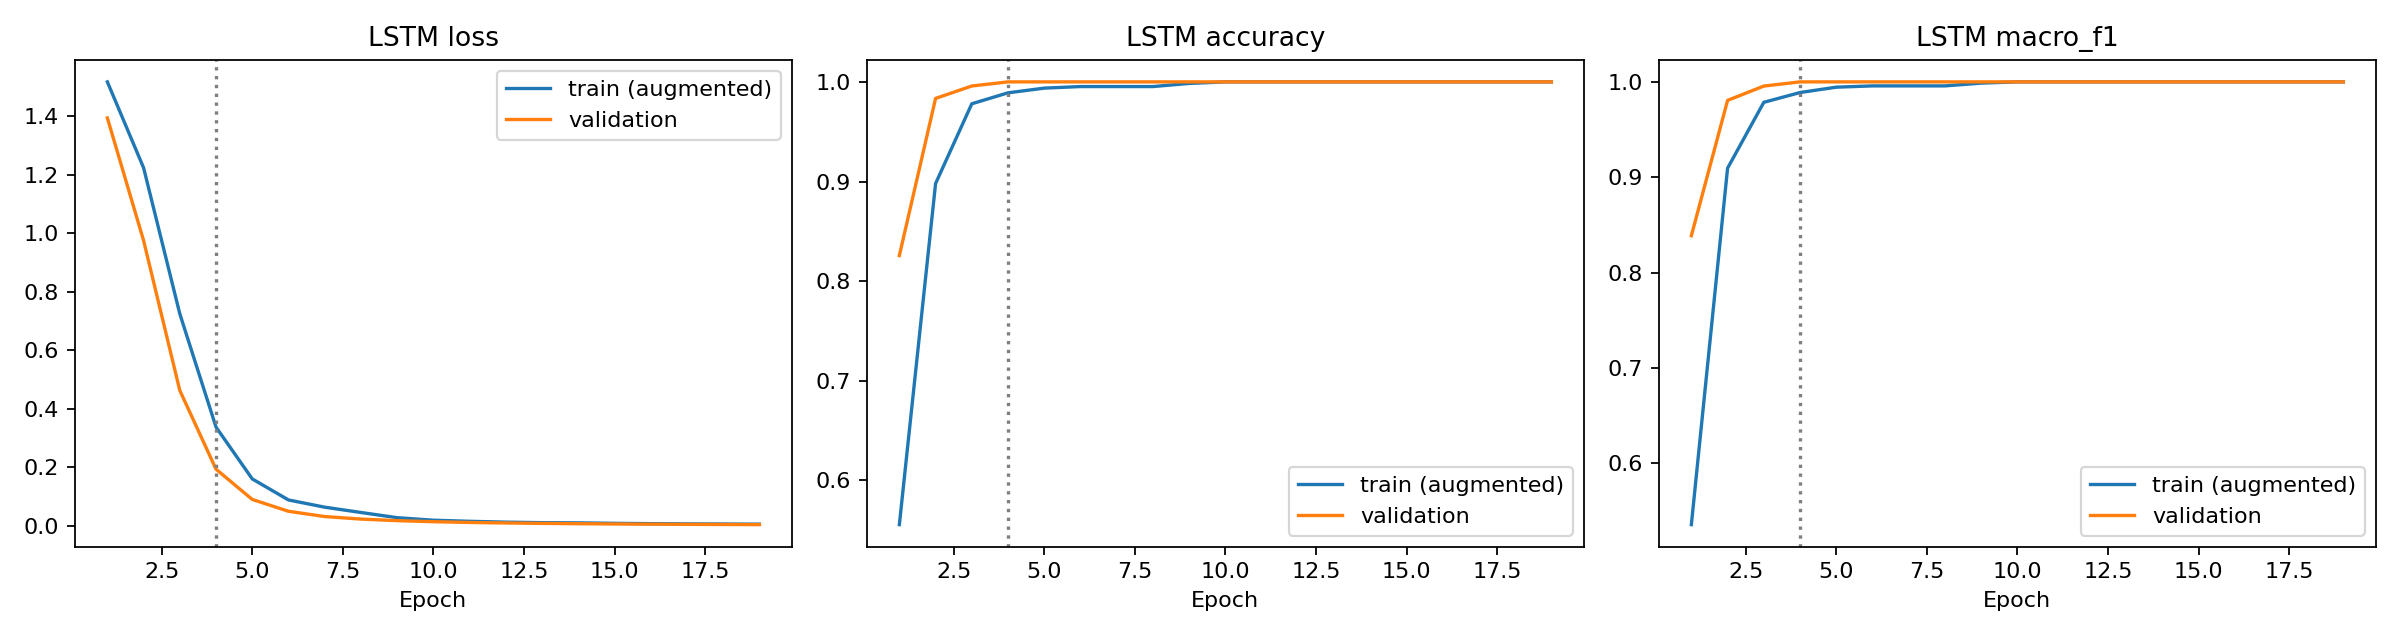 LSTM loss
1.4
1.2
1.0
0.8
0.6
0.4
0.2
0.0
2.5 5.0 7.5 10.0 12.5 15.0 17.5
Epoch
train (augmented)
validation
LSTM accuracy
1.0
0.9
0.8
0.7
0.6
2.5 5.0 7.5 10.0 12.5 15.0 17.5
Epoch
train (augmented)
validation
LSTM macro_f1
1.0
0.9
0.8
0.7
0.6
2.5 5.0 7.5 10.0 12.5 15.0 17.5
Epoch
train (augmented)
validation